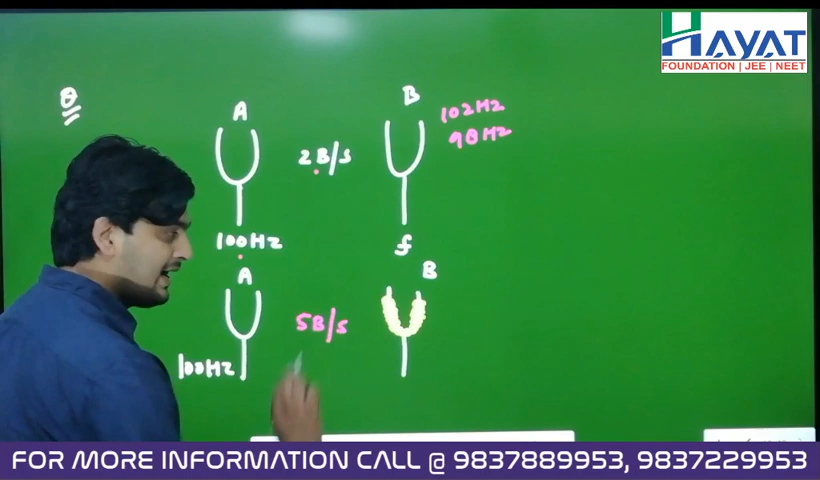 HAYAT
FOUNDATION | JEE | NEET
Q
A
B
102Hz
98Hz
2B/S
100Hz
f
A
B
5B/S
100Hz
FOR MORE INFORMATION CALL @ 9837889953, 9837229953